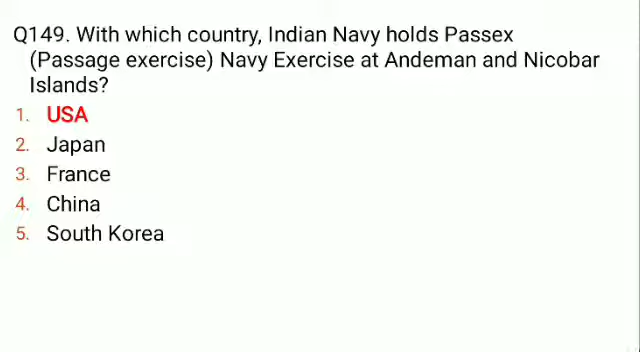 Q149. With which country, Indian Navy holds Passex
(Passage exercise) Navy Exercise at Andeman and Nicobar
Islands?
1. USA
2. Japan
3. France
4. China
5. South Korea